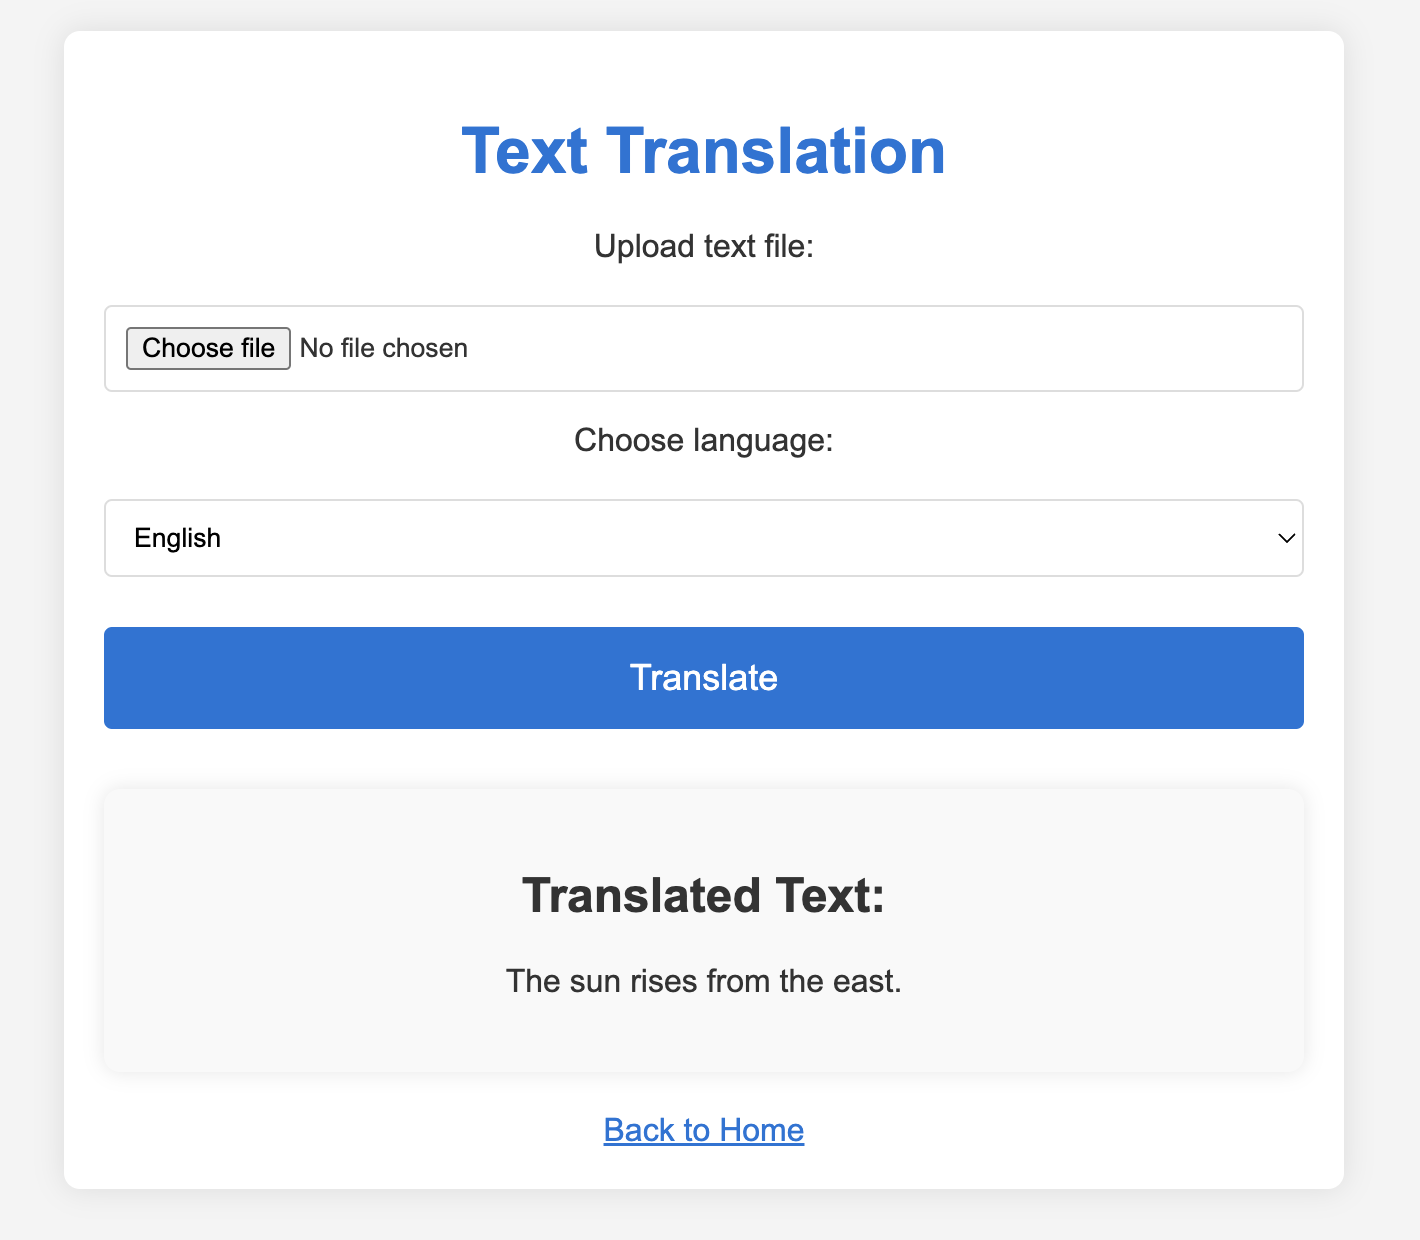 Text Translation
Upload text file:
Choose file No file chosen
Choose language:
English
Translate
Translated Text:
The sun rises from the east.
Back to Home